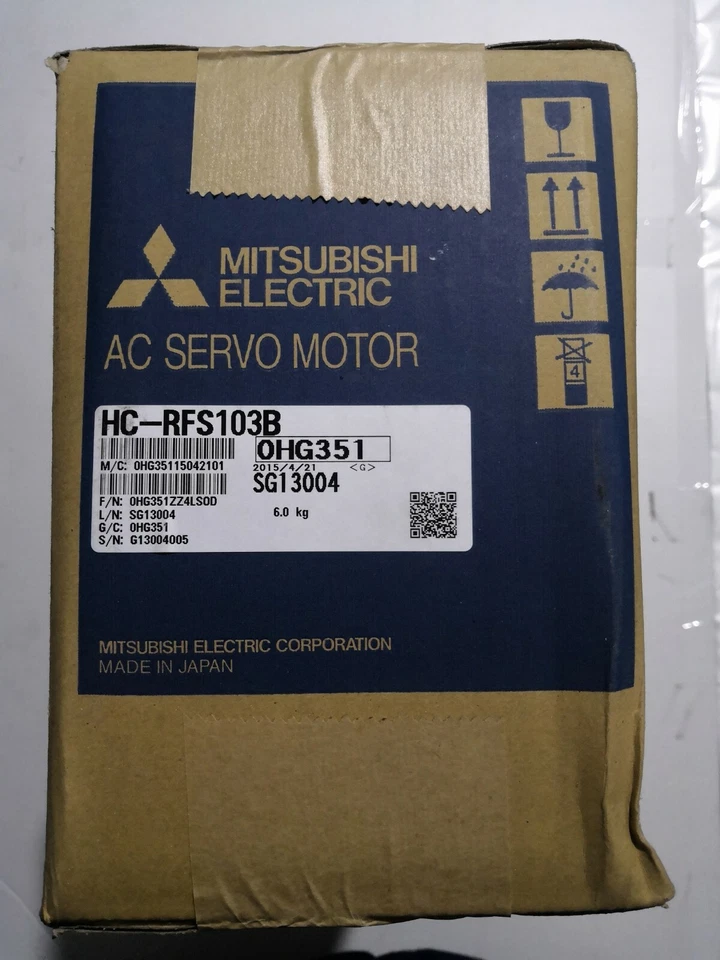 MITSUBISHI
ELECTRIC
AC SERVO MOTOR
4
HC-RFS103B
0HG351
M/C: 0HG35115042101
2015/4/21 <G>
SG13004
F/N: 0HG351ZZ4LSOD
L/N: SG13004
6.0 kg
G/C: 0HG351
S/N: G13004005
MITSUBISHI ELECTRIC CORPORATION
MADE IN JAPAN